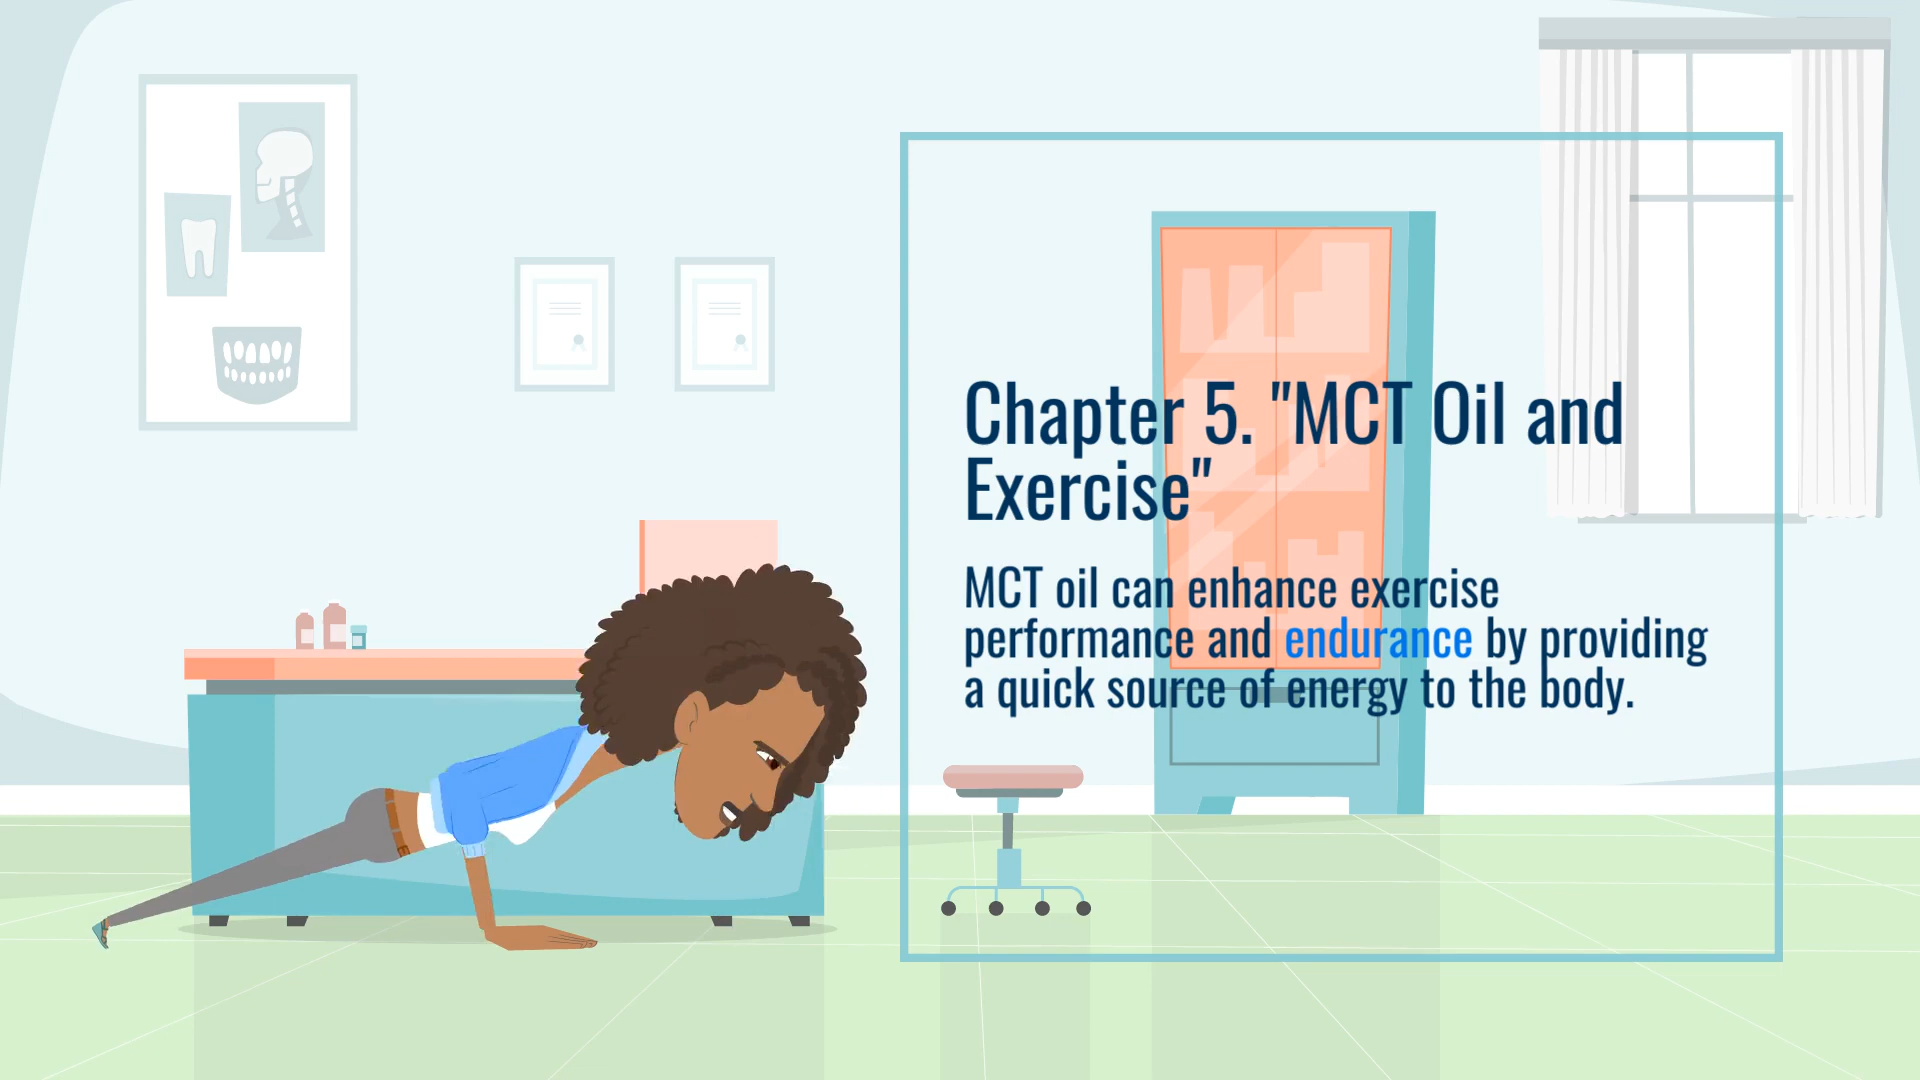 Chapter 5. "MCT Oil and
Exercise"
MCT oil can enhance exercise
performance and endurance by providing
a quick source of energy to the body.